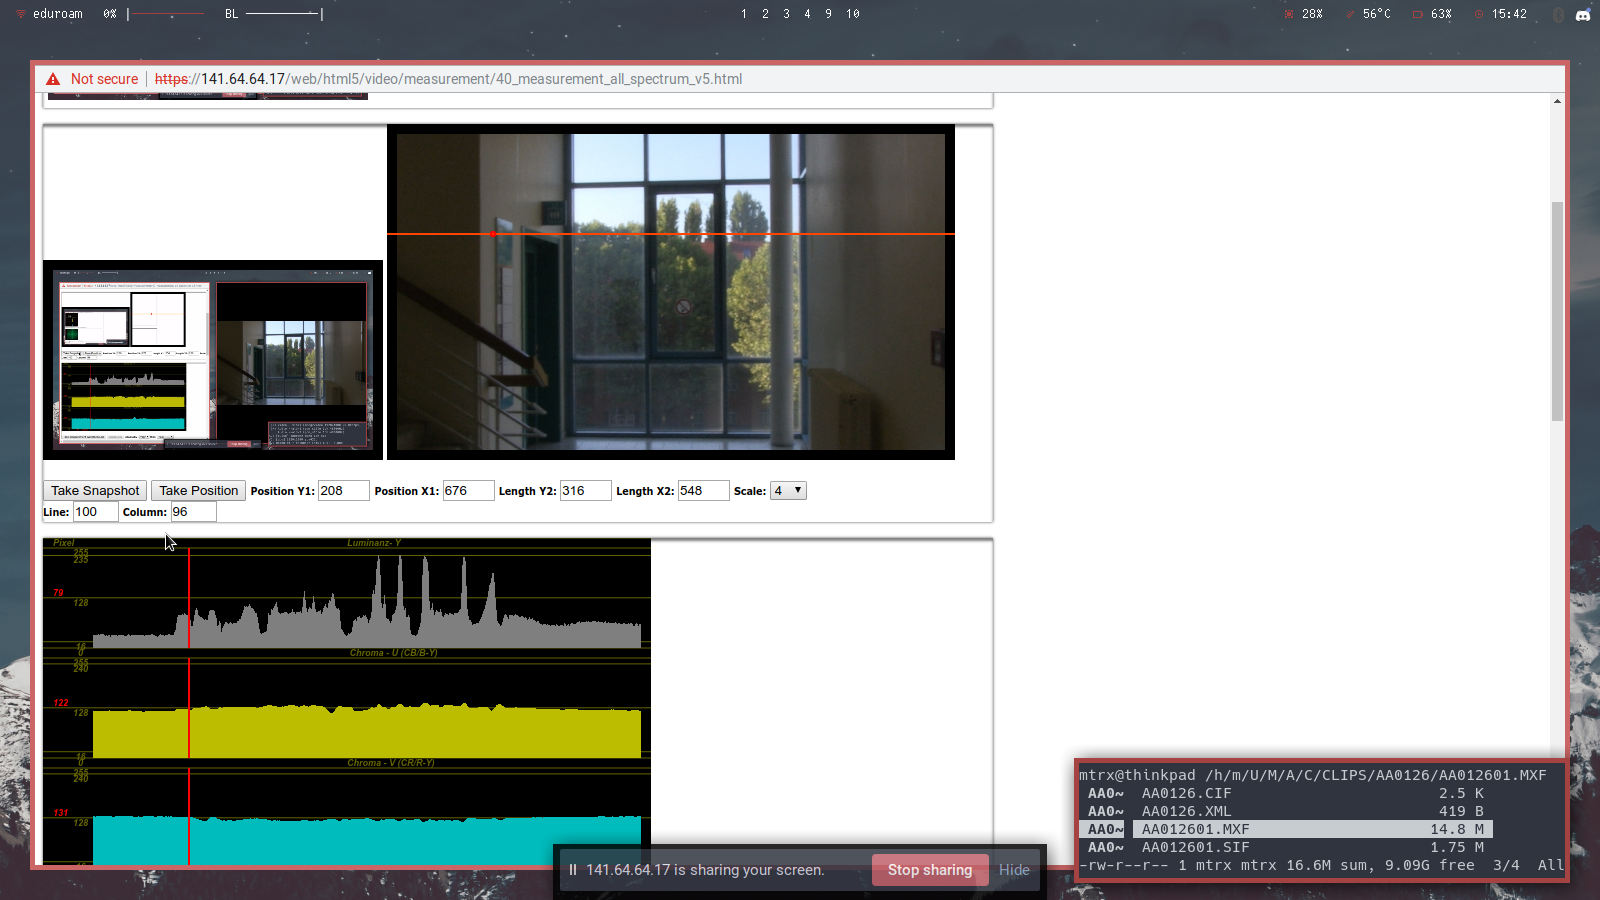 eduroam 0% BL 1 2 3 4 9 10 28% 56°C 63% 15:42
Not secure https://141.64.64.17/web/html5/video/measurement/40_measurement_all_spectrum_v5.html
Take Snapshot Take Position Position Y1: 208 Position X1: 676 Length Y2: 316 Length X2: 548 Scale: 4
Line: 100 Column: 96
Pixel Luminanz- Y
255
235
79
128
16
0
Chroma - U (CB/B-Y)
255
240
122
128
16
0
Chroma - V (CR/R-Y)
255
240
131
128
mtrx@thinkpad /h/m/U/M/A/C/CLIPS/AA0126/AA012601.MXF
AA0~ AA0126.CIF 2.5 K
AA0~ AA0126.XML 419 B
AA0~ AA012601.MXF 14.8 M
AA0~ AA012601.SIF 1.75 M
-rw-r--r-- 1 mtrx mtrx 16.6M sum, 9.09G free 3/4 All
141.64.64.17 is sharing your screen. Stop sharing Hide